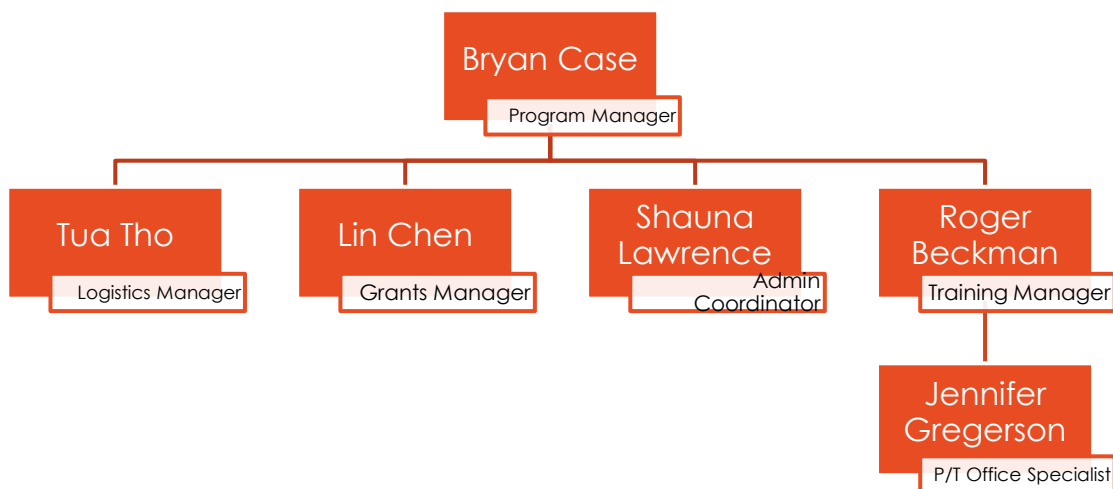 Bryan Case
Program Manager
Tua Tho
Logistics Manager
Lin Chen
Grants Manager
Shauna
Lawrence
Admin
Coordinator
Roger
Beckman
Training Manager
Jennifer
Gregerson
P/T Office Specialist